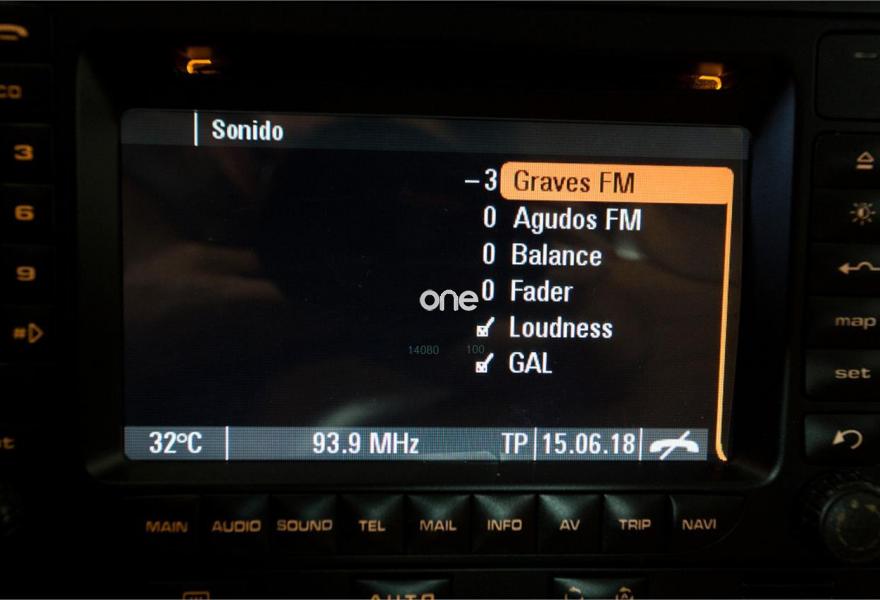 CD
3
6
9
#
Sonido
–3 Graves FM
0 Agudos FM
0 Balance
0 Fader
Loudness
GAL
one
14080 100
32°C 93.9 MHz TP 15.06.18
map
set
MAIN AUDIO SOUND TEL MAIL INFO AV TRIP NAVI
AUTO